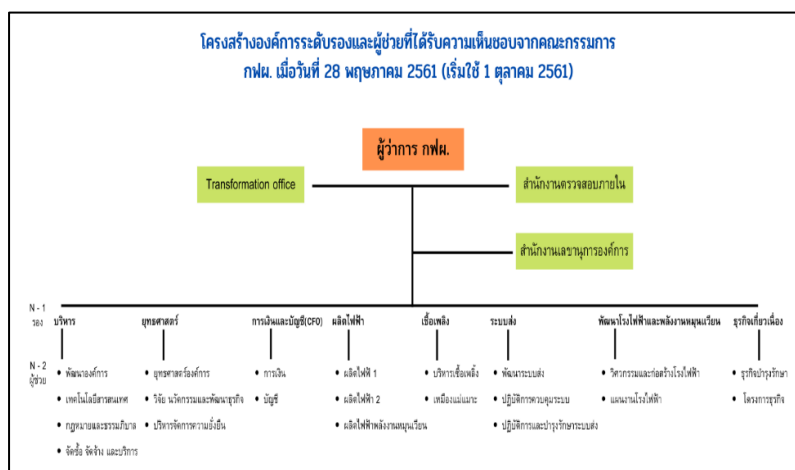 โครงสร้างองค์การระดับรองและผู้ช่วยที่ได้รับความเห็นชอบจากคณะกรรมการ
กฟผ. เมื่อวันที่ 28 พฤษภาคม 2561 (เริ่มใช้ 1 ตุลาคม 2561)
ผู้ว่าการ กฟผ.
Transformation office
สำนักงานตรวจสอบภายใน
สำนักงานเลขานุการองค์การ
N - 1
รอง
บริหาร
ยุทธศาสตร์
การเงินและบัญชี(CFO)
ผลิตไฟฟ้า
เชื้อเพลิง
ระบบส่ง
พัฒนาโรงไฟฟ้าและพลังงานหมุนเวียน
ธุรกิจเกี่ยวเนื่อง
N - 2
ผู้ช่วย
• พัฒนาองค์การ
• เทคโนโลยีสารสนเทศ
• กฎหมายและธรรมาภิบาล
• จัดซื้อ จัดจ้าง และบริการ
• ยุทธศาสตร์องค์การ
• วิจัย นวัตกรรมและพัฒนาธุรกิจ
• บริหารจัดการความยั่งยืน
• การเงิน
• บัญชี
• ผลิตไฟฟ้า 1
• ผลิตไฟฟ้า 2
• ผลิตไฟฟ้าพลังงานหมุนเวียน
• บริหารเชื้อเพลิง
• เหมืองแม่เมาะ
• พัฒนาระบบส่ง
• ปฏิบัติการควบคุมระบบ
• ปฏิบัติการและบำรุงรักษาระบบส่ง
• วิศวกรรมและก่อสร้างโรงไฟฟ้า
• แผนงานโรงไฟฟ้า
• ธุรกิจบำรุงรักษา
• โครงการธุรกิจ